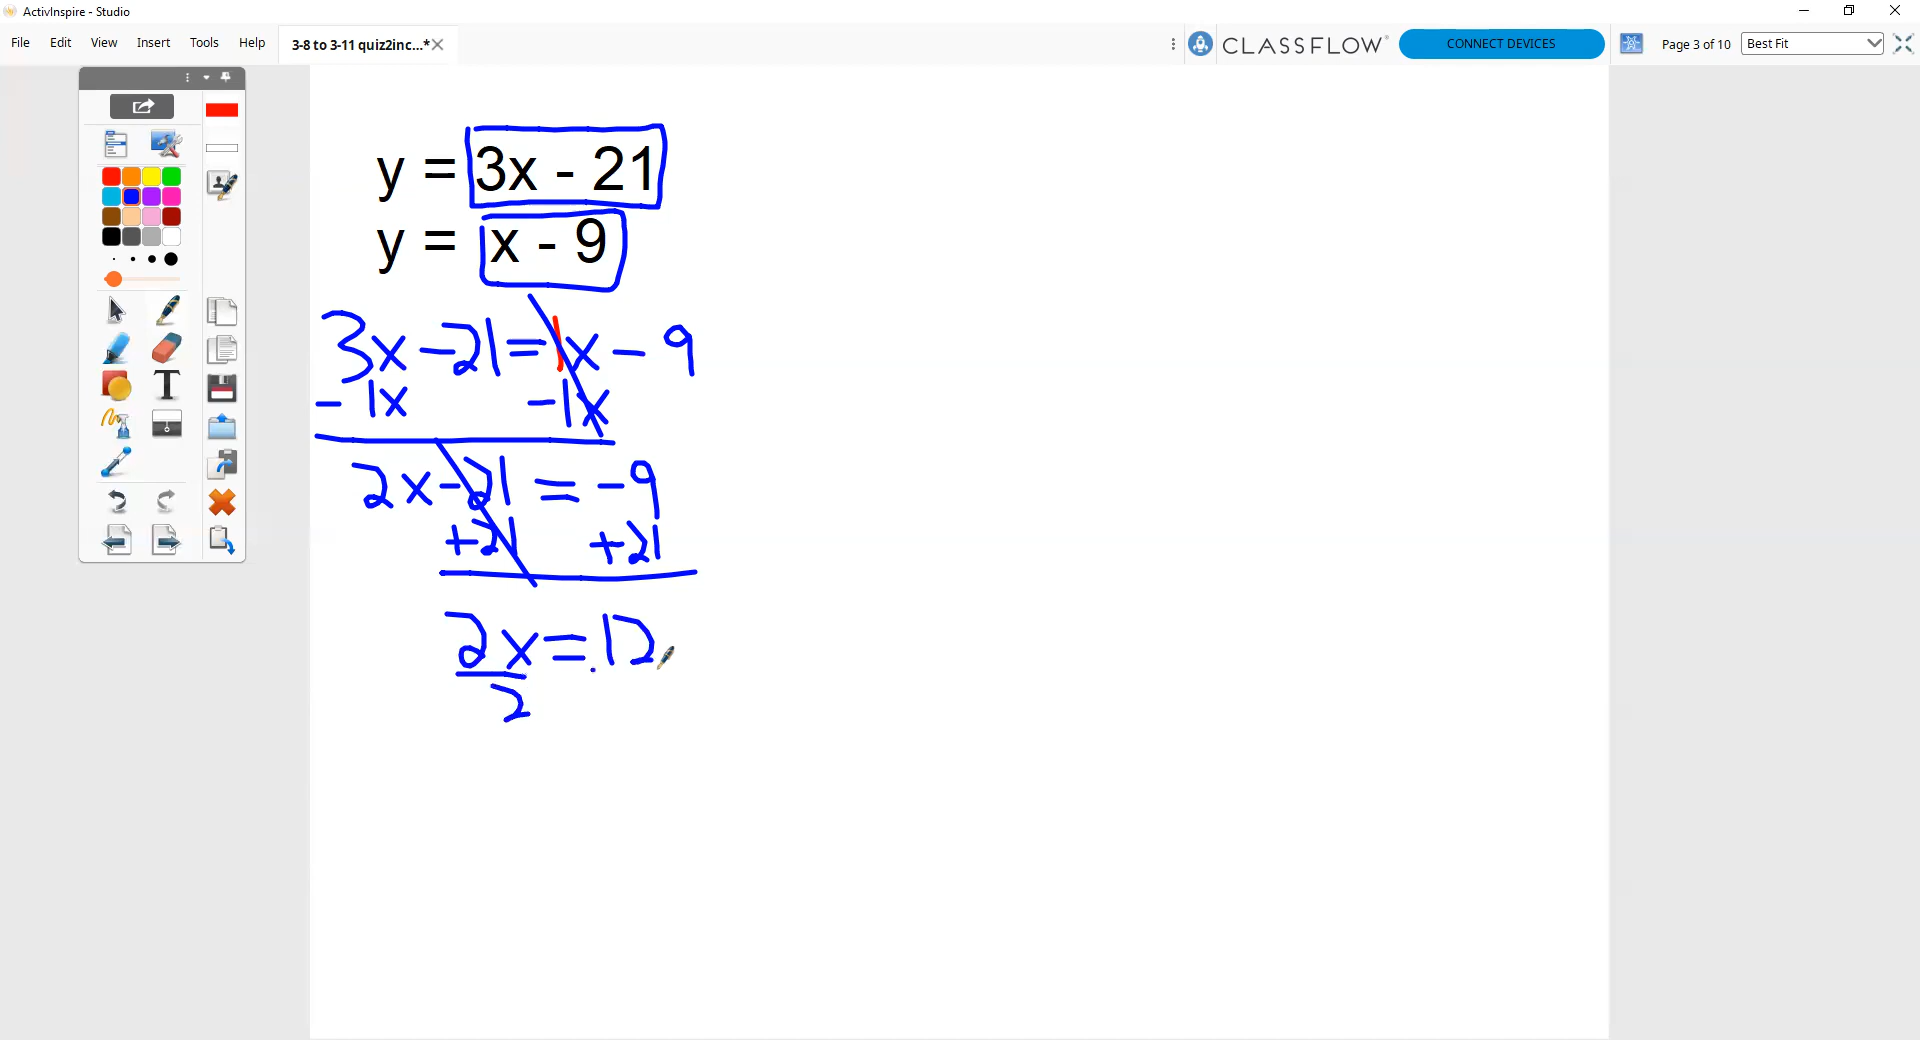 ActivInspire - Studio
File Edit View Insert Tools Help
3-8 to 3-11 quiz2inc...*
CLASSFLOW
CONNECT DEVICES
Page 3 of 10
Best Fit
y = 3x - 21
y = x - 9
3x - 21 = 1x - 9
- 1x - 1x
2x - 21 = -9
+21 +21
2x = 12
2